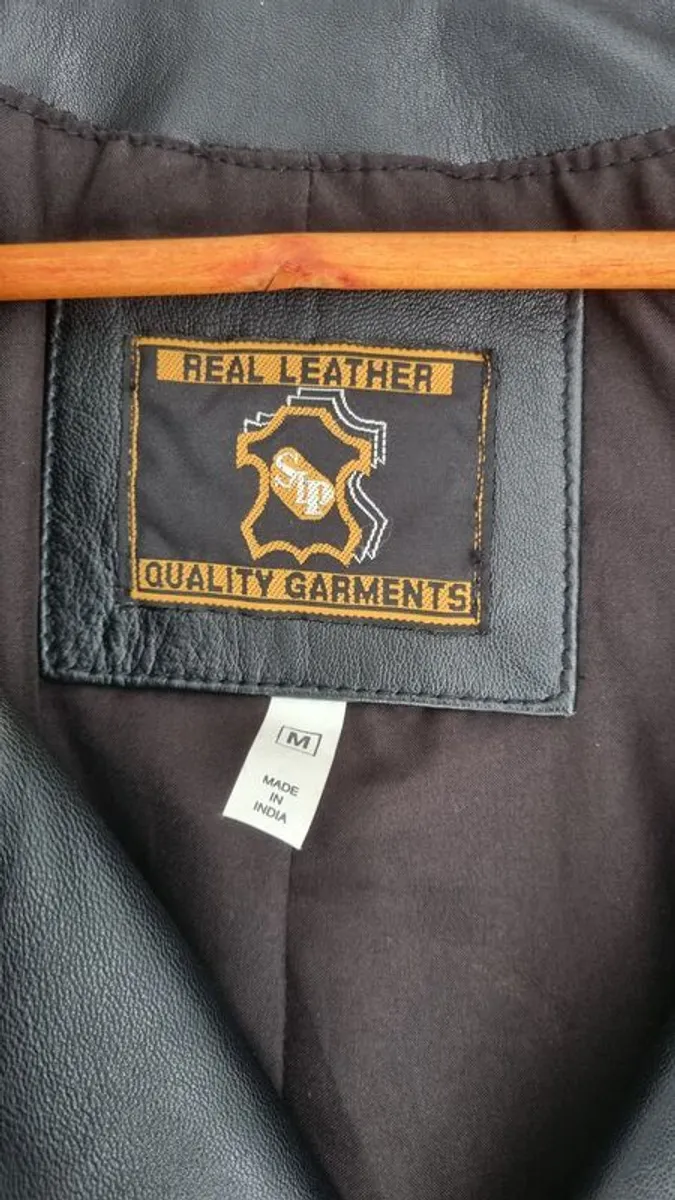 REAL LEATHER
SLP
QUALITY GARMENTS
M
MADE
IN
INDIA